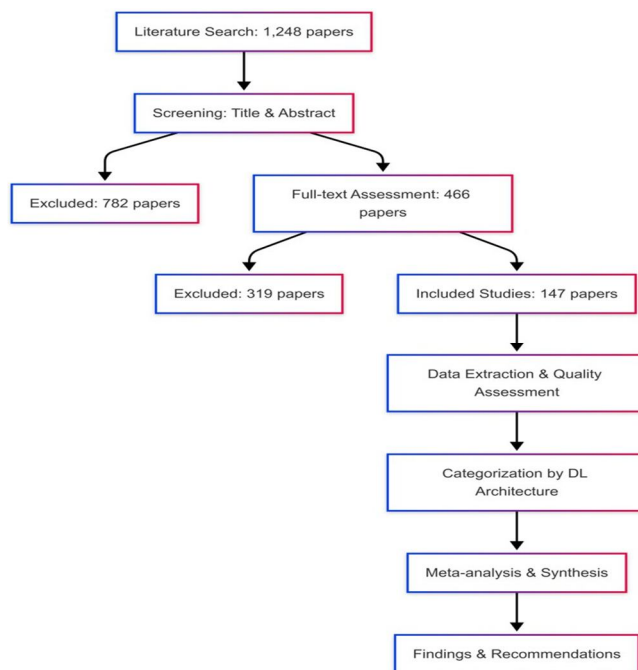 Literature Search: 1,248 papers
Screening: Title & Abstract
Excluded: 782 papers
Full-text Assessment: 466
papers
Excluded: 319 papers
Included Studies: 147 papers
Data Extraction & Quality
Assessment
Categorization by DL
Architecture
Meta-analysis & Synthesis
Findings & Recommendations